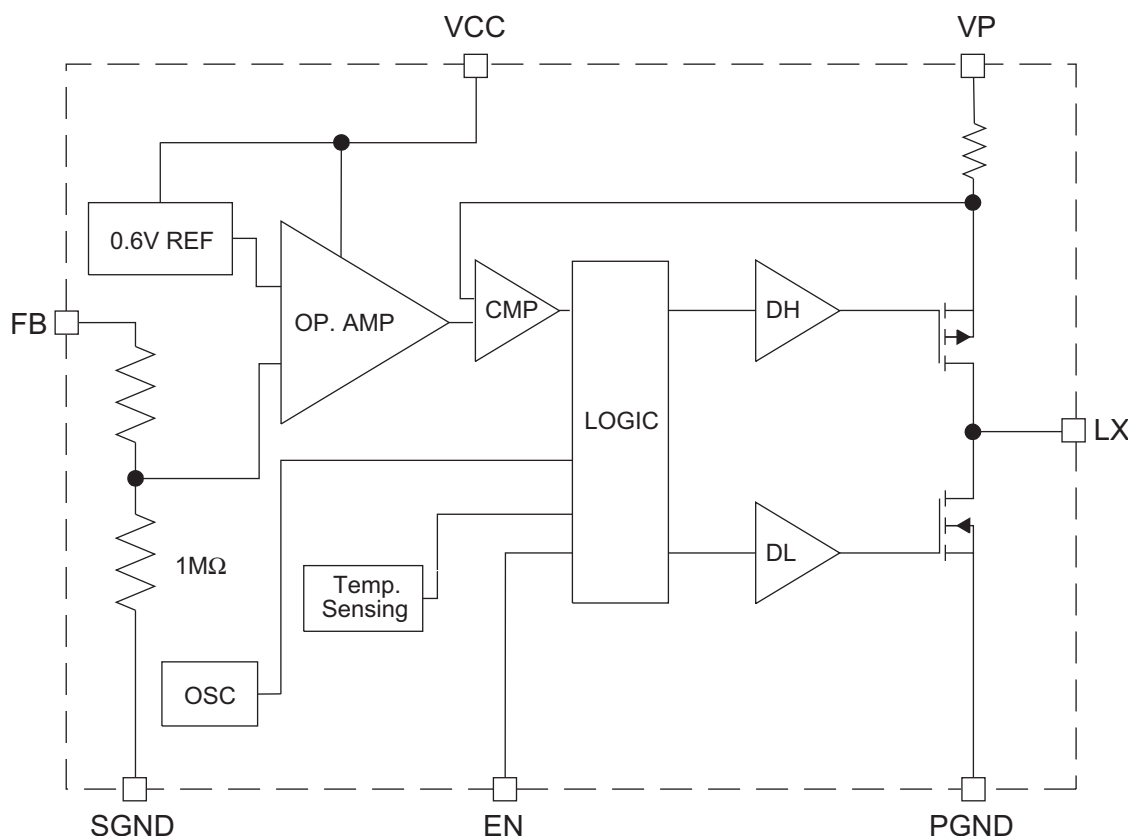 VCC
VP
0.6V REF
FB
OP. AMP
CMP
DH
LOGIC
LX
1MΩ
Temp.
Sensing
DL
OSC
SGND
EN
PGND